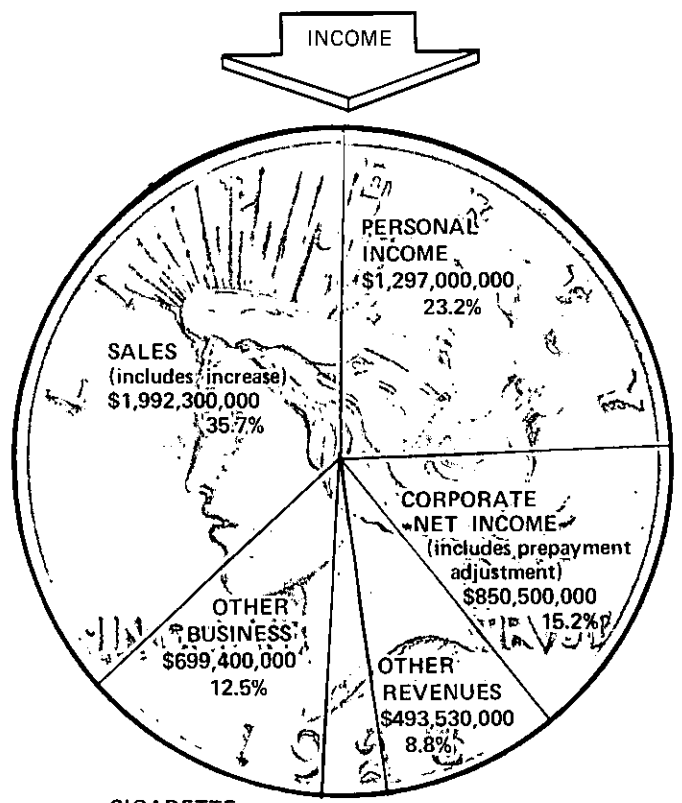 INCOME
PERSONAL
INCOME
$1,297,000,000
23.2%
SALES
(includes increase)
$1,992,300,000
35.7%
CORPORATE
NET INCOME
(includes prepayment
adjustment)
$850,500,000
15.2%
OTHER
BUSINESS
$699,400,000
12.5%
OTHER
REVENUES
$493,530,000
8.8%